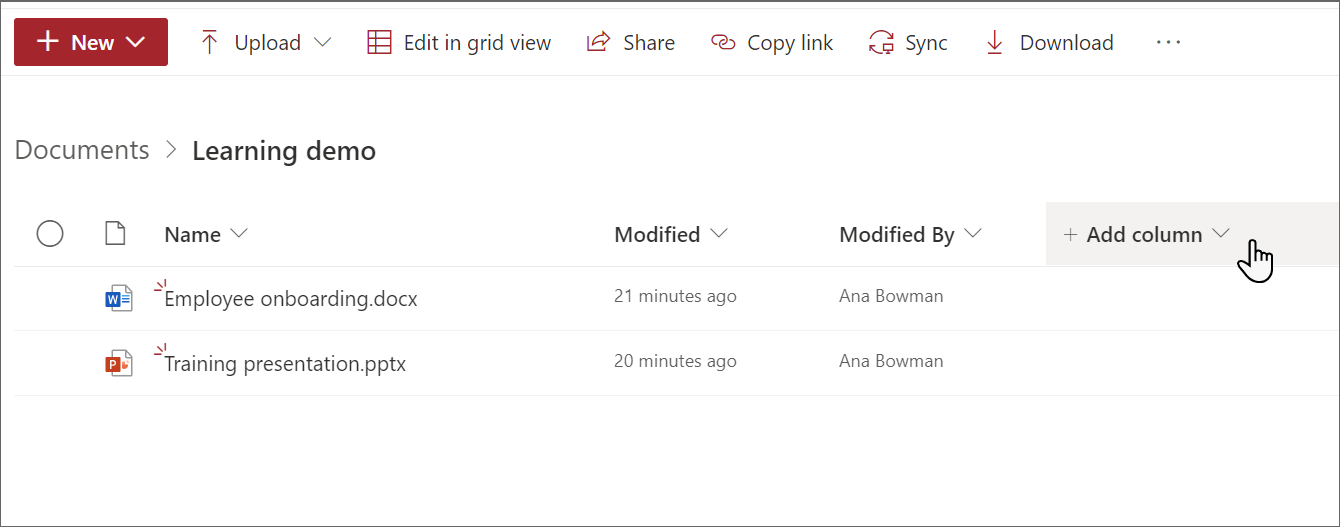 New Upload Edit in grid view Share Copy link Sync Download ···
Documents > Learning demo
Name Modified Modified By + Add column
Employee onboarding.docx 21 minutes ago Ana Bowman
Training presentation.pptx 20 minutes ago Ana Bowman